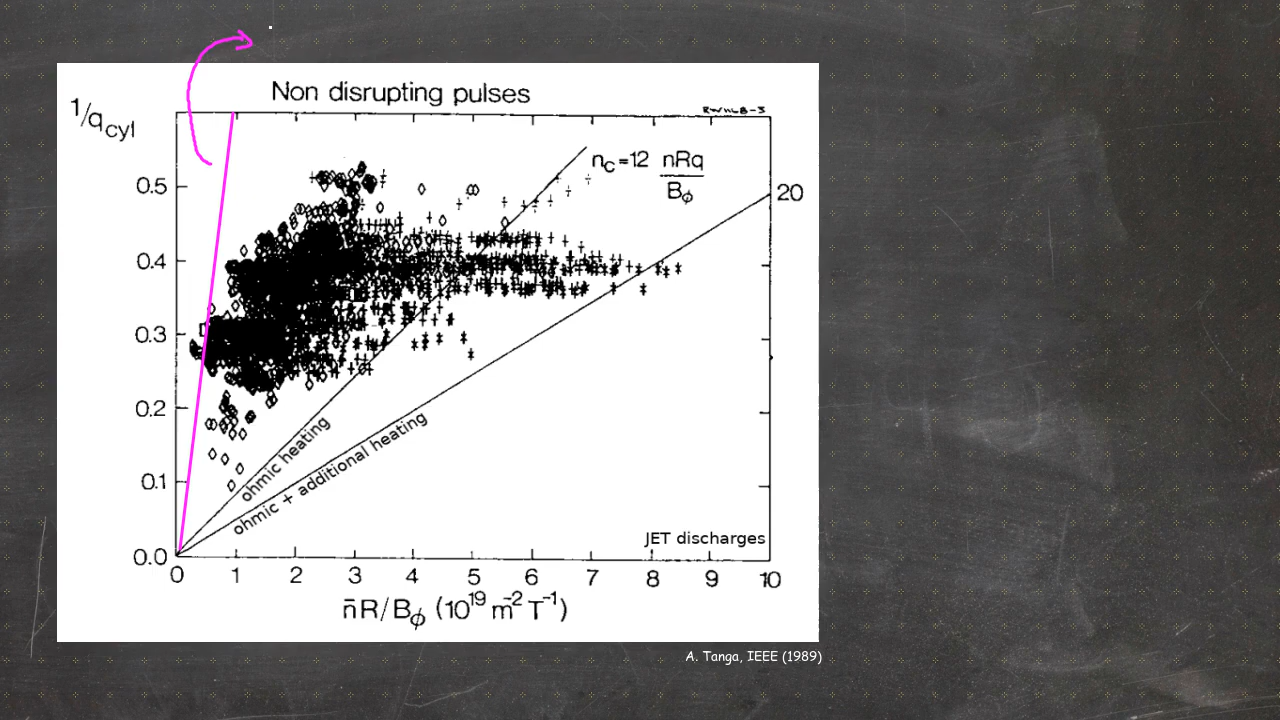 Non disrupting pulses
1/q_cyl
n_c=12 nRq/B_ϕ
20
0.5
0.4
0.3
0.2
0.1
0.0
ohmic heating
ohmic + additional heating
JET discharges
0 1 2 3 4 5 6 7 8 9 10
n̄R/B_ϕ (10^19 m^-2 T^-1)
A. Tanga, IEEE (1989)